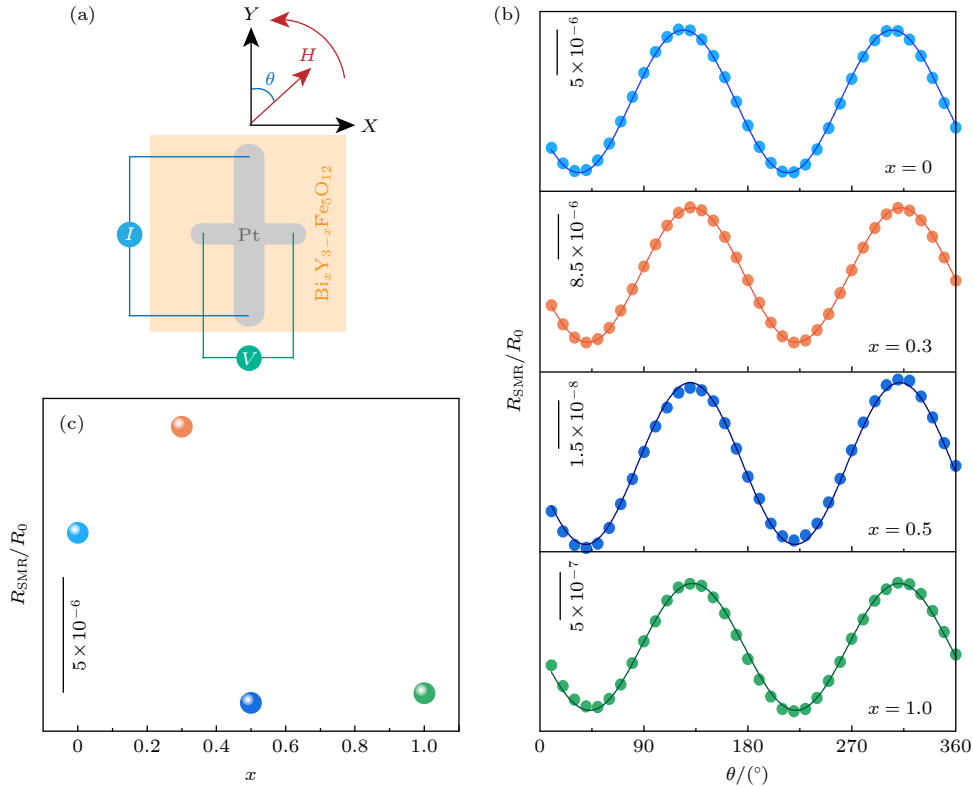 (a)
Y
H
θ
X
I
Pt
BiₓY₃₋ₓFe₅O₁₂
V
(b)
R_SMR/R₀
5×10⁻⁶
x=0
8.5×10⁻⁶
x=0.3
1.5×10⁻⁸
x=0.5
5×10⁻⁷
x=1.0
0 90 180 270 360
θ/(°)
(c)
R_SMR/R₀
5×10⁻⁶
0 0.2 0.4 0.6 0.8 1.0
x